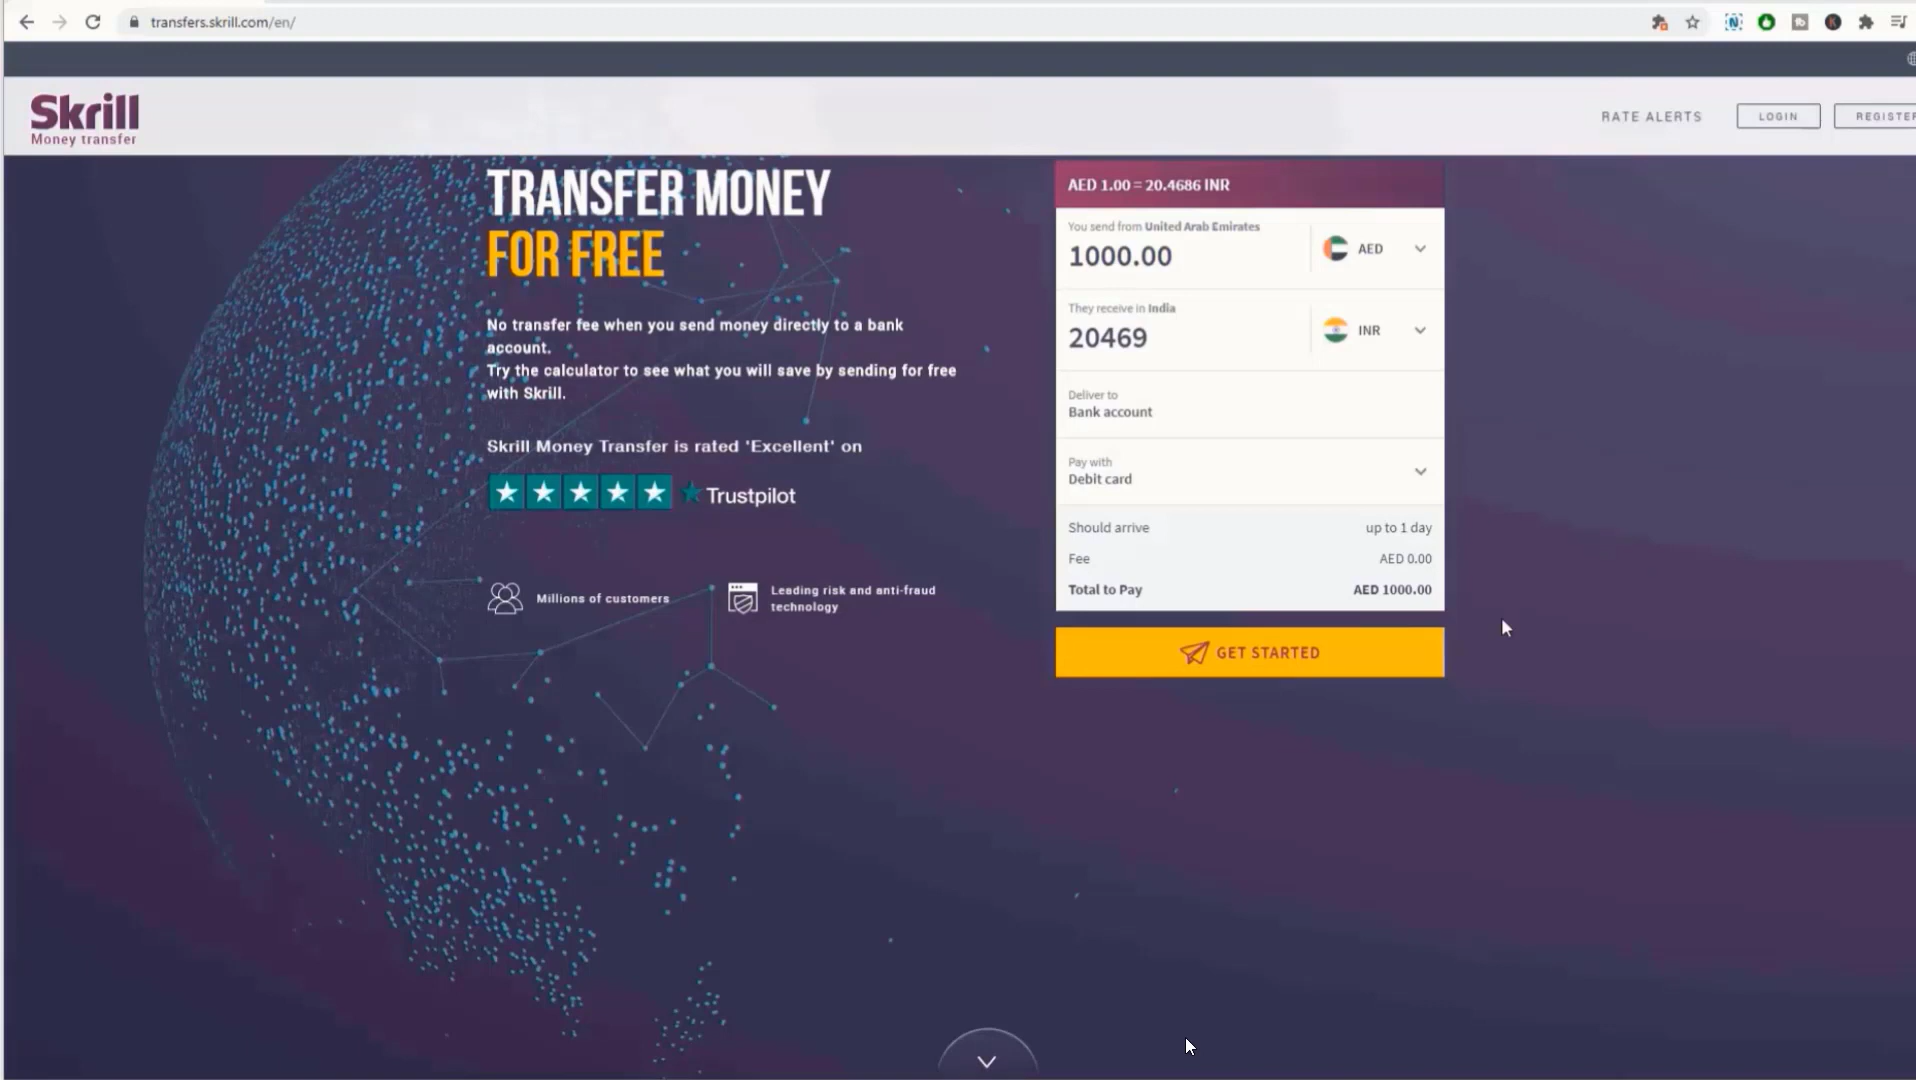 transfers.skrill.com/en/
Skrill
Money transfer
RATE ALERTS
LOGIN
REGISTER
TRANSFER MONEY
FOR FREE
No transfer fee when you send money directly to a bank
account.
Try the calculator to see what you will save by sending for free
with Skrill.
Skrill Money Transfer is rated 'Excellent' on
Trustpilot
Millions of customers
Leading risk and anti-fraud
technology
AED 1.00 = 20.4686 INR
You send from United Arab Emirates
1000.00
AED
They receive in India
20469
INR
Deliver to
Bank account
Pay with
Debit card
Should arrive up to 1 day
Fee AED 0.00
Total to Pay AED 1000.00
GET STARTED